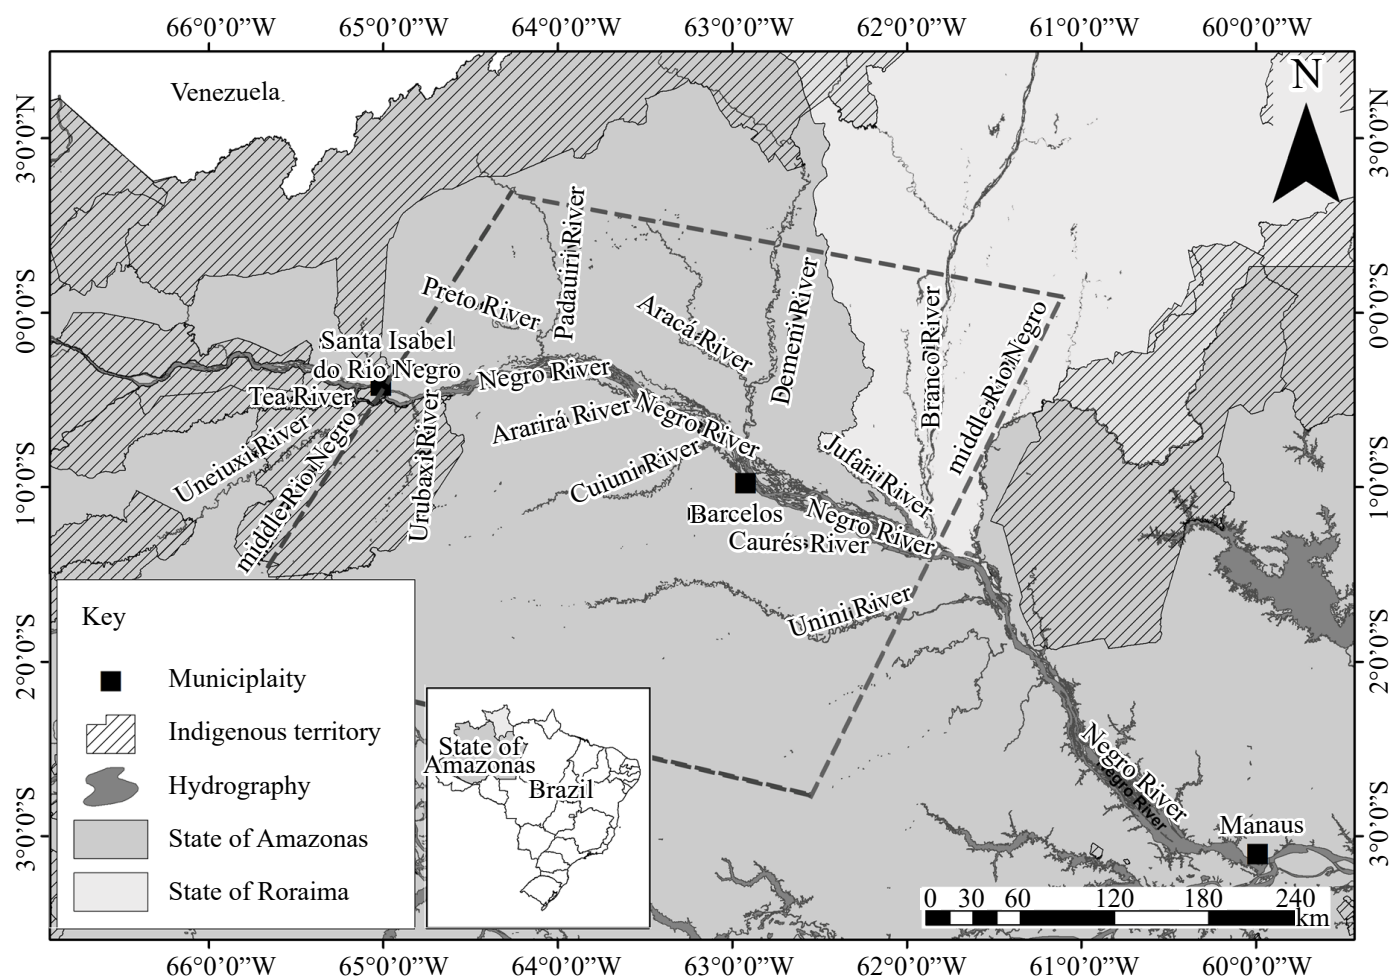 66°0’0”W
65°0’0”W
64°0’0”W
63°0’0”W
62°0’0”W
61°0’0”W
60°0’0”W
3°0’0”N
0°0’0”S
1°0’0”S
2°0’0”S
3°0’0”S
3°0’0”N
0°0’0”S
1°0’0”S
2°0’0”S
3°0’0”S
N
Venezuela
Padauiri River
Preto River
Aracá River
Demeni River
Branco River
middle Rio Negro
Santa Isabel
do Rio Negro
Negro River
Tea River
Uneiuxi River
middle Rio Negro
Urubaxi River
Ararirá River
Negro River
Cuiuni River
Jufarii River
Barcelos
Negro River
Caurés River
Unini River
Negro River
Negro River
Manaus
Key
Municiplaity
Indigenous territory
Hydrography
State of Amazonas
State of Roraima
State of
Amazonas
Brazil
0 30 60 120 180 240
km
66°0’0”W
65°0’0”W
64°0’0”W
63°0’0”W
62°0’0”W
61°0’0”W
60°0’0”W